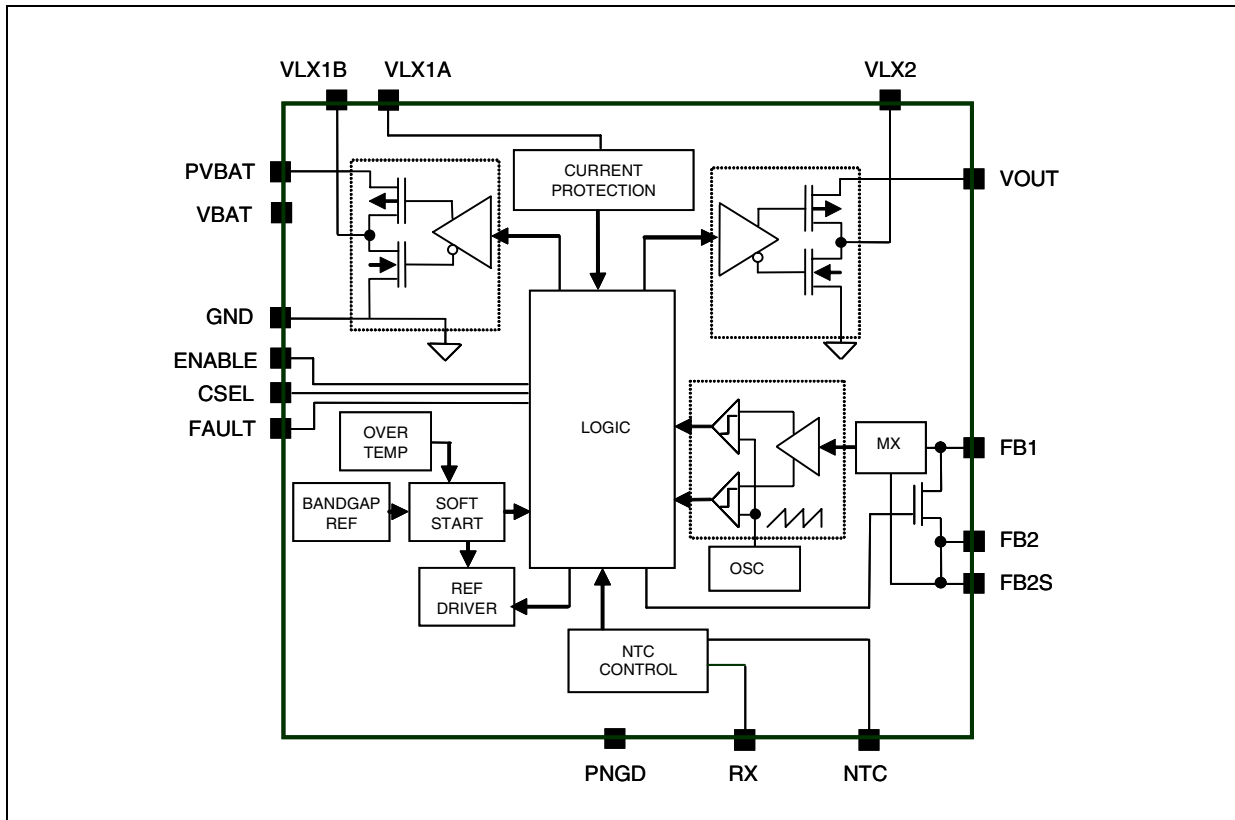 VLX1B
VLX1A
VLX2
PVBAT
CURRENT
PROTECTION
VOUT
VBAT
GND
ENABLE
CSEL
FAULT
LOGIC
OVER
TEMP
MX
FB1
BANDGAP
REF
SOFT
START
FB2
OSC
FB2S
REF
DRIVER
NTC
CONTROL
PNGD
RX
NTC